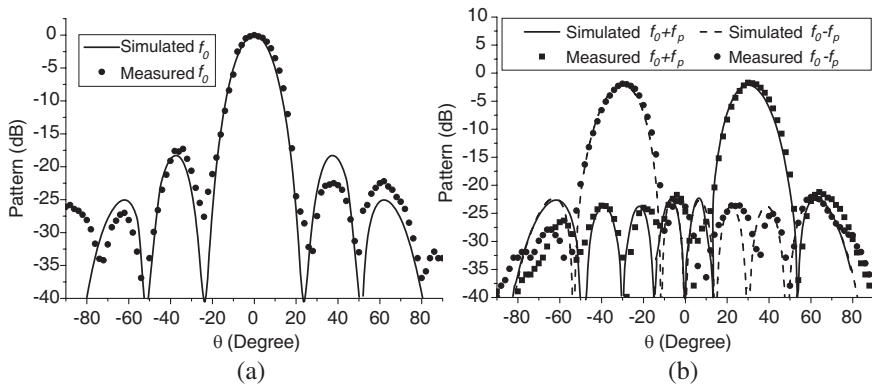 0
-5
-10
-15
-20
-25
-30
-35
-40
Pattern (dB)
Simulated f0
Measured f0
-80 -60 -40 -20 0 20 40 60 80
θ (Degree)
(a)
10
5
0
-5
-10
-15
-20
-25
-30
-35
-40
Pattern (dB)
Simulated f0+fp Simulated f0-fp
Measured f0+fp Measured f0-fp
-80 -60 -40 -20 0 20 40 60 80
θ (Degree)
(b)